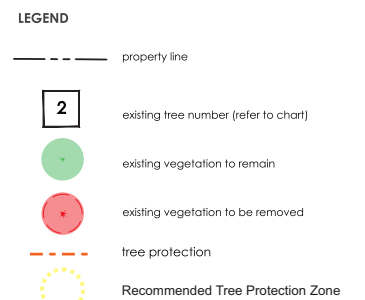 LEGEND
property line
2
existing tree number (refer to chart)
existing vegetation to remain
existing vegetation to be removed
tree protection
Recommended Tree Protection Zone